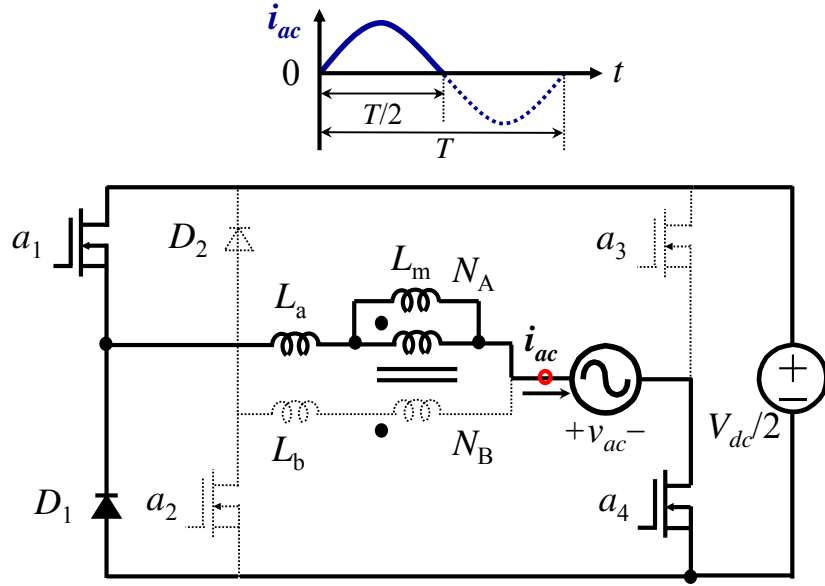 i_ac
0
t
T/2
T
a_1
D_2
a_3
L_m
N_A
L_a
i_ac
+
−
+v_ac−
V_dc/2
L_b
N_B
D_1
a_2
a_4